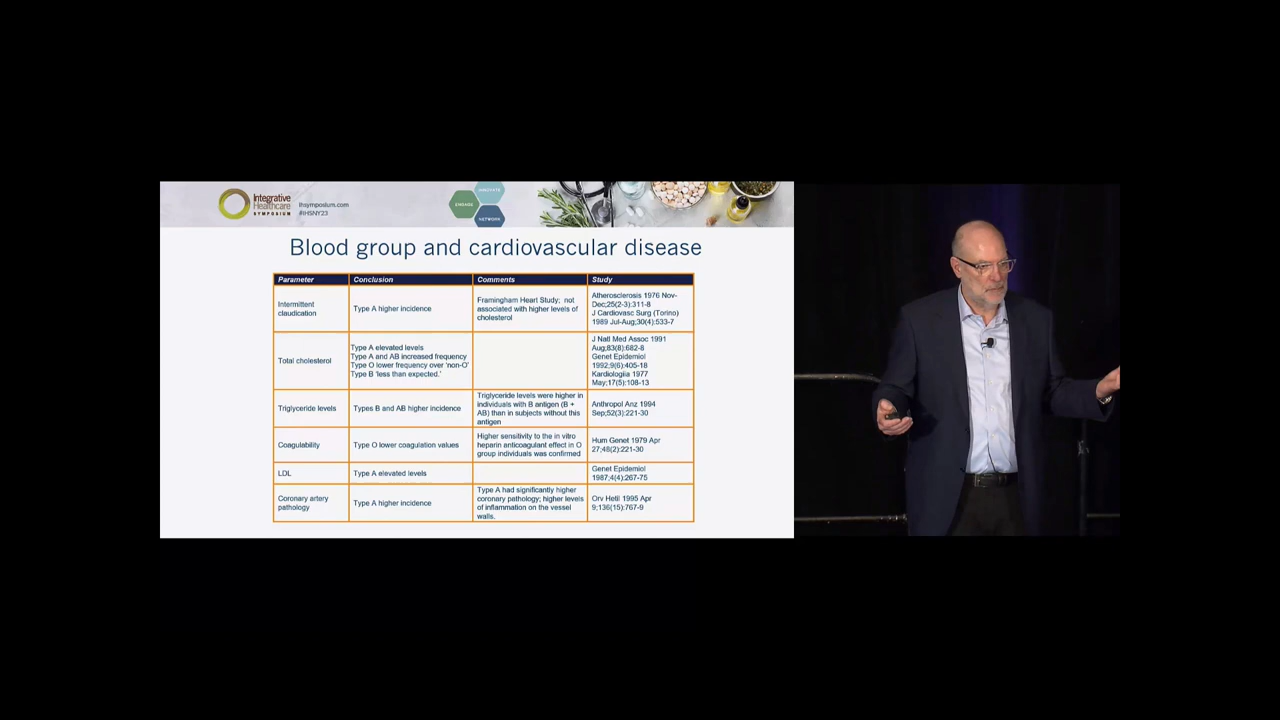 Integrative
Healthcare
SYMPOSIUM
ihsymposium.com
#IHSNY23
INNOVATE
ENGAGE
NETWORK
Blood group and cardiovascular disease
Parameter Conclusion Comments Study
Intermittent
claudication
Type A higher incidence
Framingham Heart Study; not
associated with higher levels of
cholesterol
Atherosclerosis 1976 Nov-
Dec;25(2-3):311-8
J Cardiovasc Surg (Torino)
1989 Jul-Aug;30(4):533-7
Total cholesterol
Type A elevated levels
Type A and AB increased frequency
Type O lower frequency over 'non-O'
Type B 'less than expected.'
J Natl Med Assoc 1991
Aug;83(8):682-8
Genet Epidemiol
1992;9(6):405-18
Kardiologiia 1977
May;17(5):108-13
Triglyceride levels
Types B and AB higher incidence
Triglyceride levels were higher in
individuals with B antigen (B +
AB) than in subjects without this
antigen
Anthropol Anz 1994
Sep;52(3):221-30
Coagulability
Type O lower coagulation values
Higher sensitivity to the in vitro
heparin anticoagulant effect in O
group individuals was confirmed
Hum Genet 1979 Apr
27;48(2):221-30
LDL
Type A elevated levels
Genet Epidemiol
1987;4(4):267-75
Coronary artery
pathology
Type A higher incidence
Type A had significantly higher
coronary pathology; higher levels
of inflammation on the vessel
walls.
Orv Hetil 1995 Apr
9;136(15):767-9